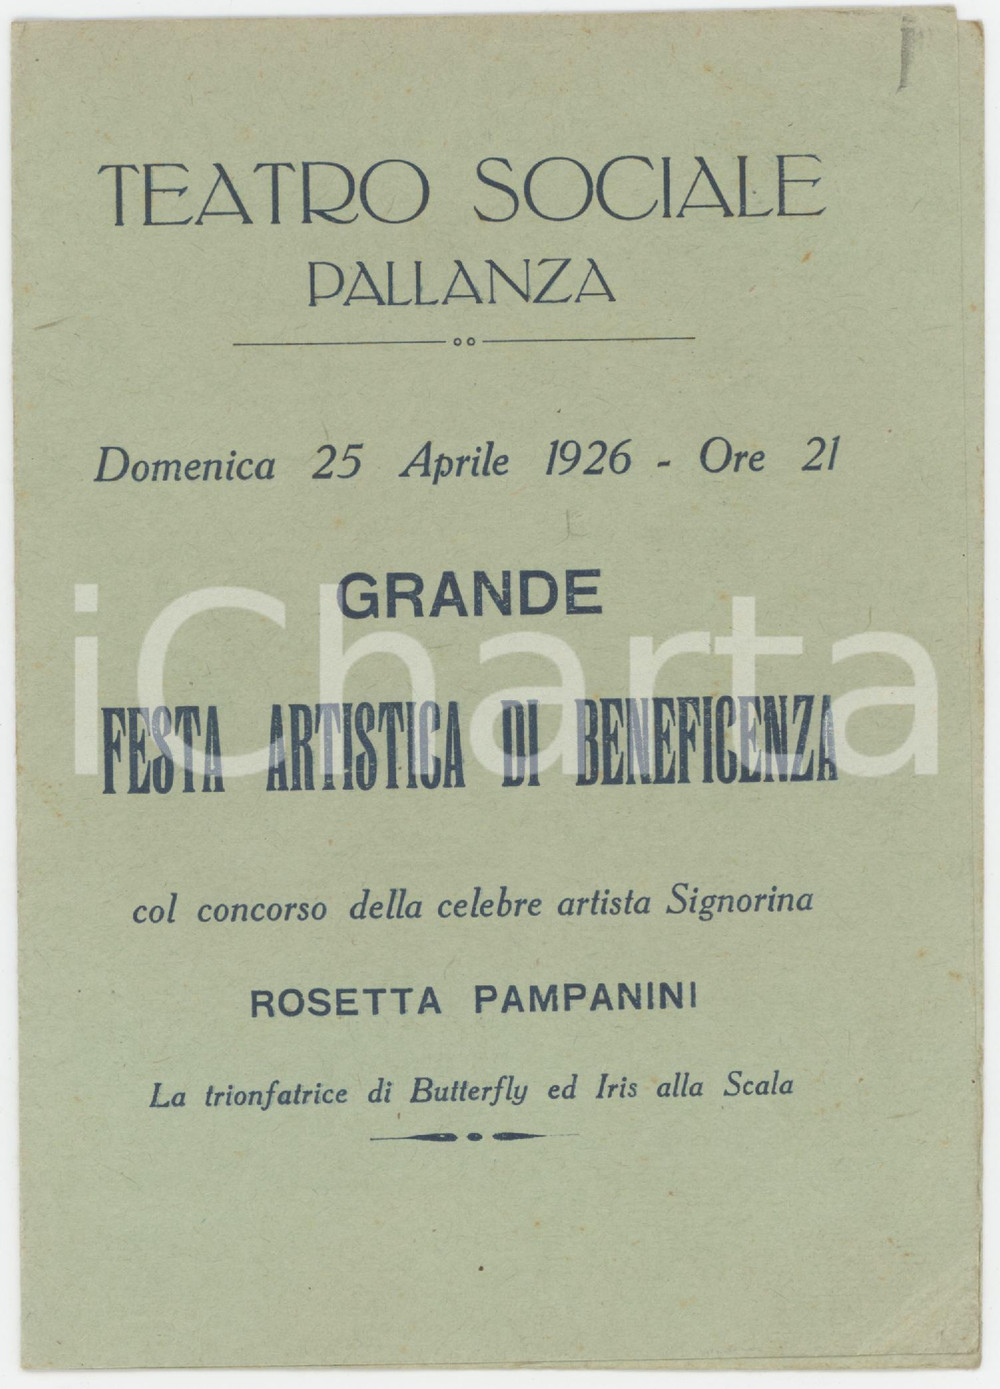 TEATRO SOCIALE
PALLANZA
Domenica 25 Aprile 1926 - Ore 21
GRANDE
FESTA ARTISTICA DI BENEFICENZA
iCharta
col concorso della celebre artista Signorina
ROSETTA PAMPANINI
La trionfatrice di Butterfly ed Iris alla Scala